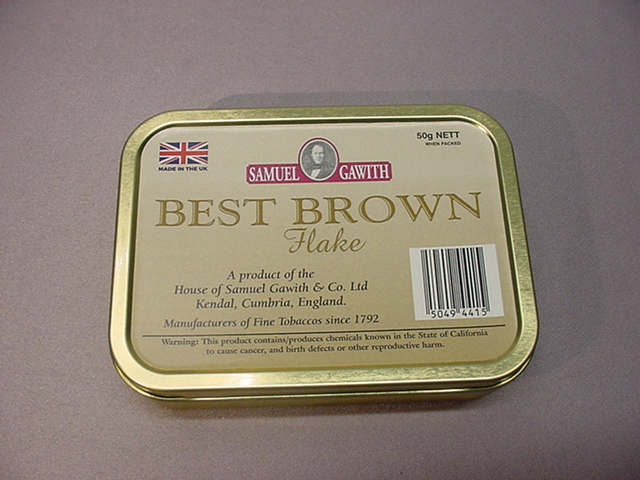 50g NETT
WHEN PACKED
MADE IN THE UK
SAMUEL GAWITH
BEST BROWN
Flake
A product of the
House of Samuel Gawith & Co. Ltd
Kendal, Cumbria, England.
Manufacturers of Fine Tobaccos since 1792
5049 4415
Warning: This product contains/produces chemicals known in the State of California
to cause cancer, and birth defects or other reproductive harm.